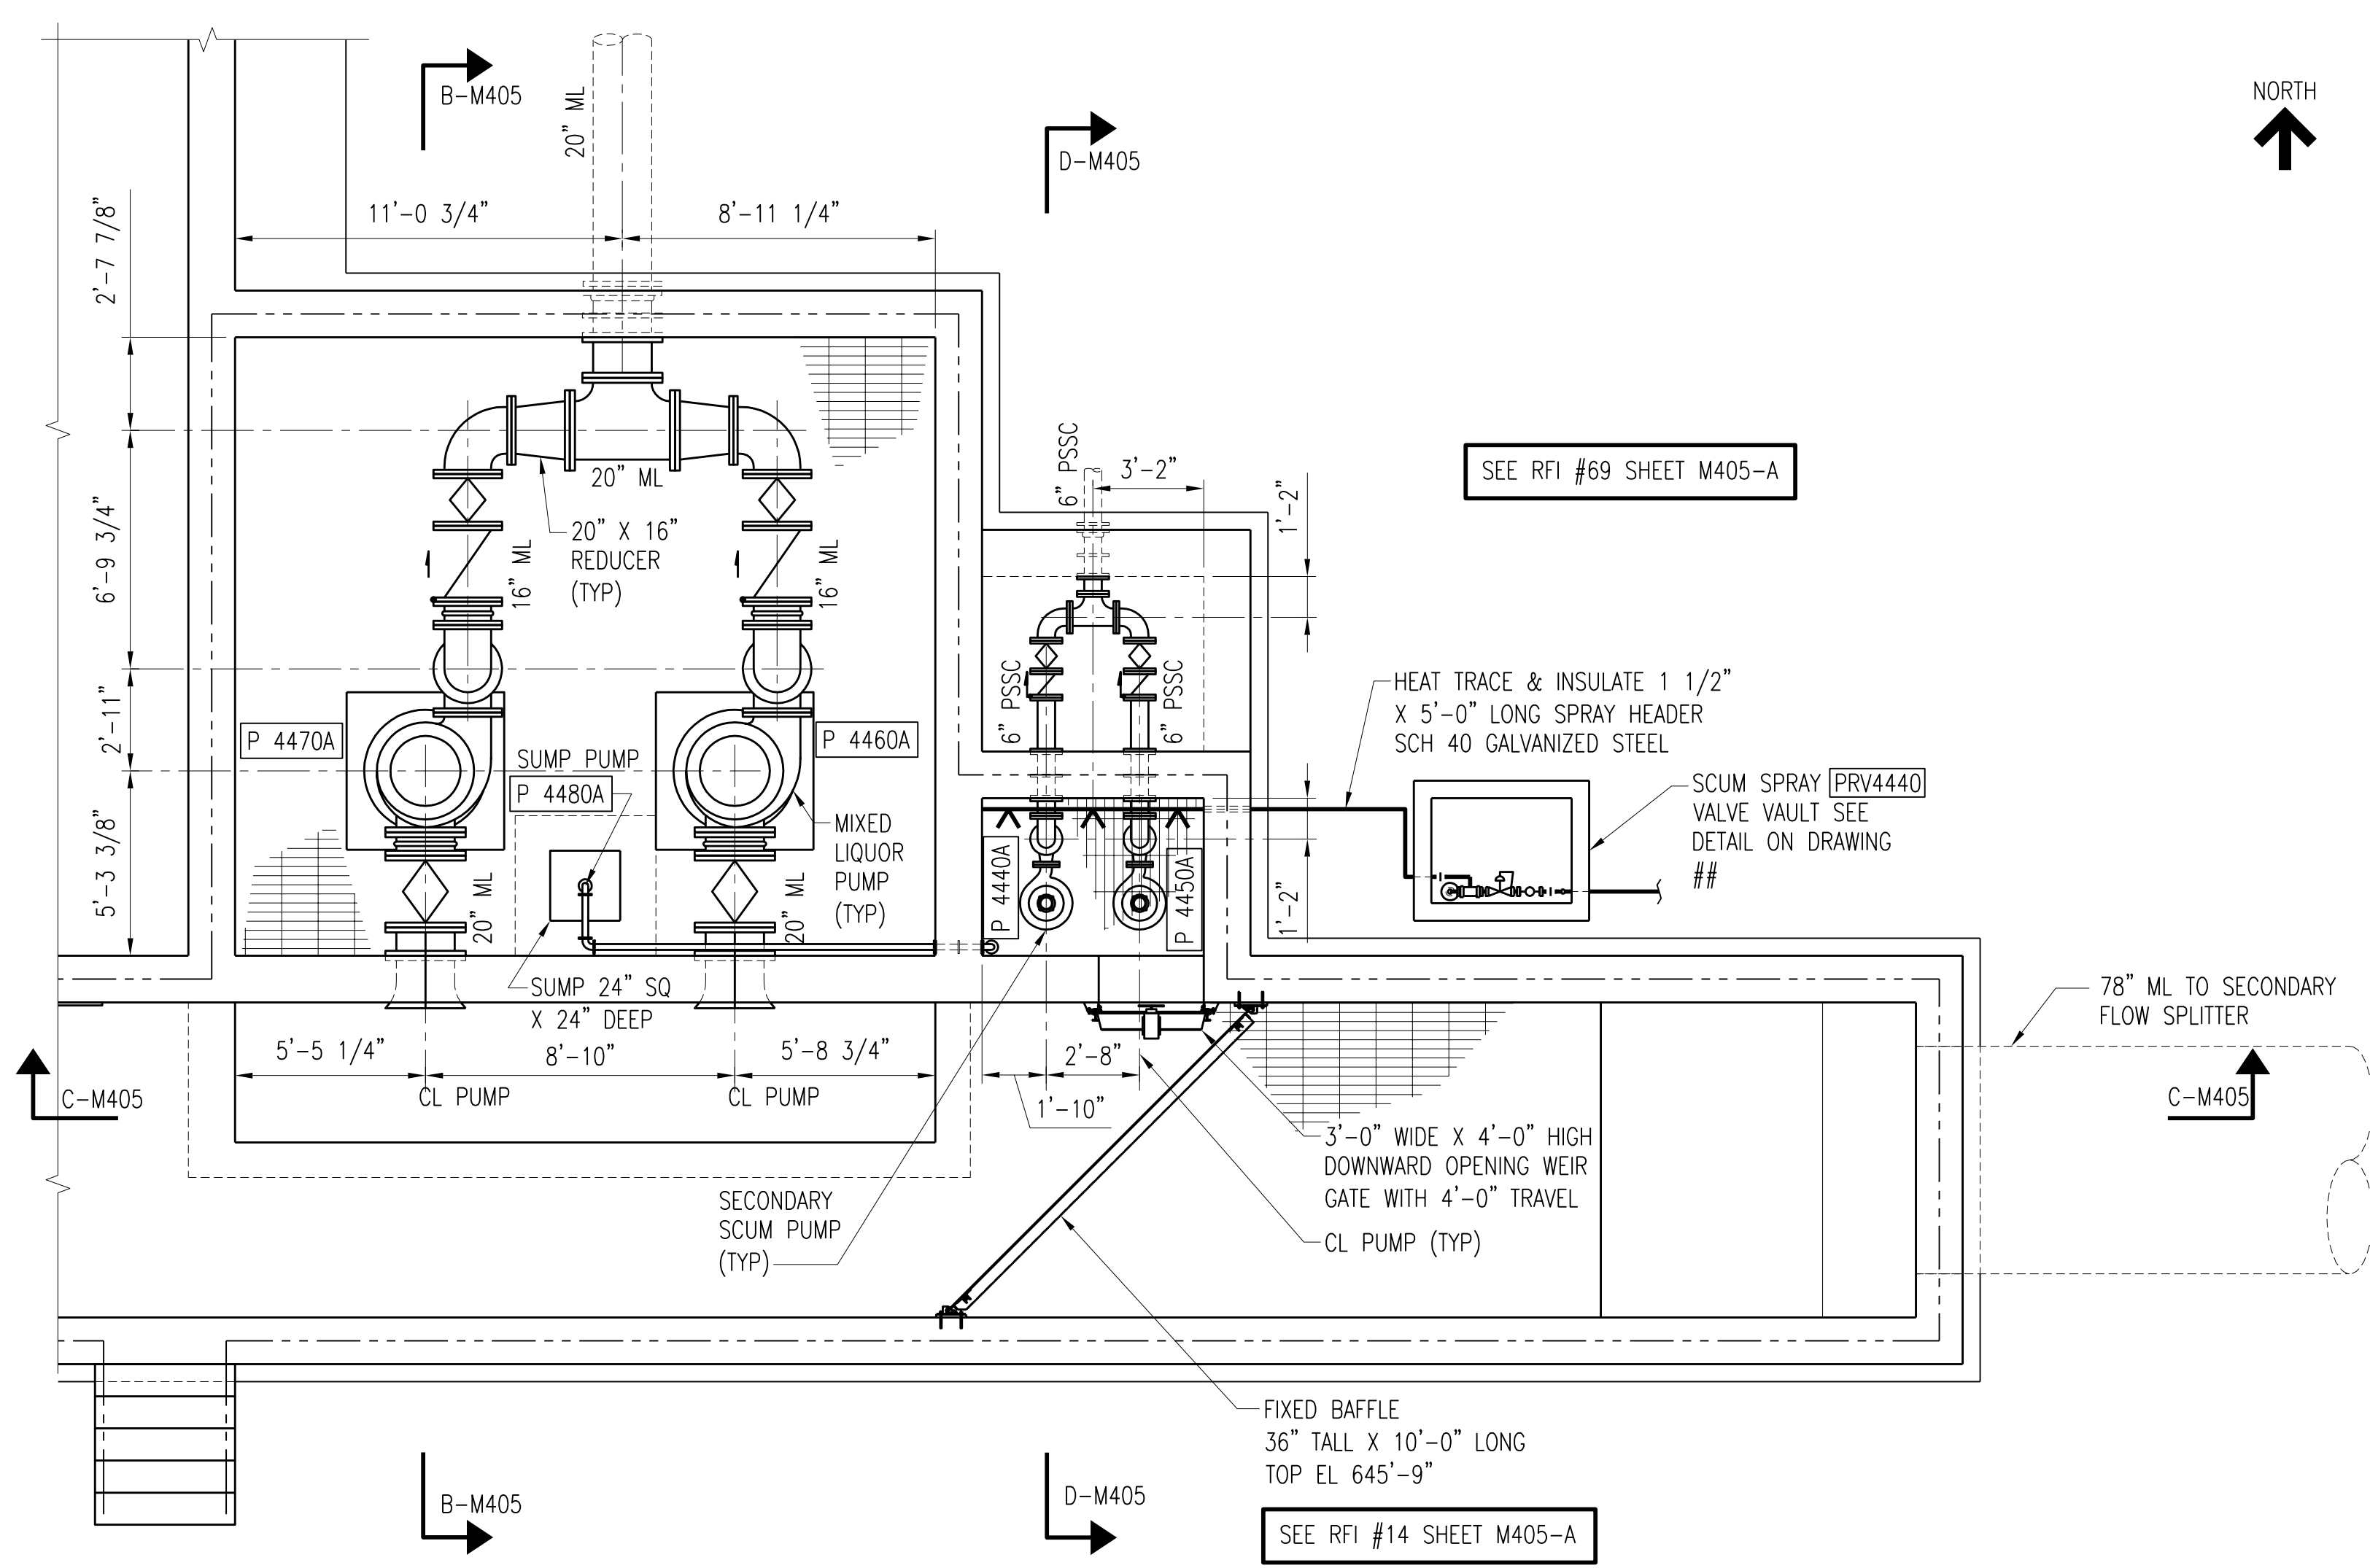 NORTH
B-M405
20" ML
D-M405
11'-0 3/4"
8'-11 1/4"
2'-7 7/8"
6'-9 3/4"
2'-11"
5'-3 3/8"
20" ML
20" X 16"
REDUCER
(TYP)
16" ML
16" ML
6" PSSC
3'-2"
1'-2"
SEE RFI #69 SHEET M405-A
6" PSSC
6" PSSC
HEAT TRACE & INSULATE 1 1/2"
X 5'-0" LONG SPRAY HEADER
SCH 40 GALVANIZED STEEL
P 4470A
SUMP PUMP
P 4480A
P 4460A
MIXED
LIQUOR
PUMP
(TYP)
SCUM SPRAY PRV4440
VALVE VAULT SEE
DETAIL ON DRAWING
##
P 4440A
P 4450A
1'-2"
20" ML
20" ML
SUMP 24" SQ
X 24" DEEP
78" ML TO SECONDARY
FLOW SPLITTER
5'-5 1/4"
8'-10"
5'-8 3/4"
2'-8"
1'-10"
CL PUMP
CL PUMP
C-M405
C-M405
3'-0" WIDE X 4'-0" HIGH
DOWNWARD OPENING WEIR
GATE WITH 4'-0" TRAVEL
CL PUMP (TYP)
SECONDARY
SCUM PUMP
(TYP)
FIXED BAFFLE
36" TALL X 10'-0" LONG
TOP EL 645'-9"
B-M405
D-M405
SEE RFI #14 SHEET M405-A